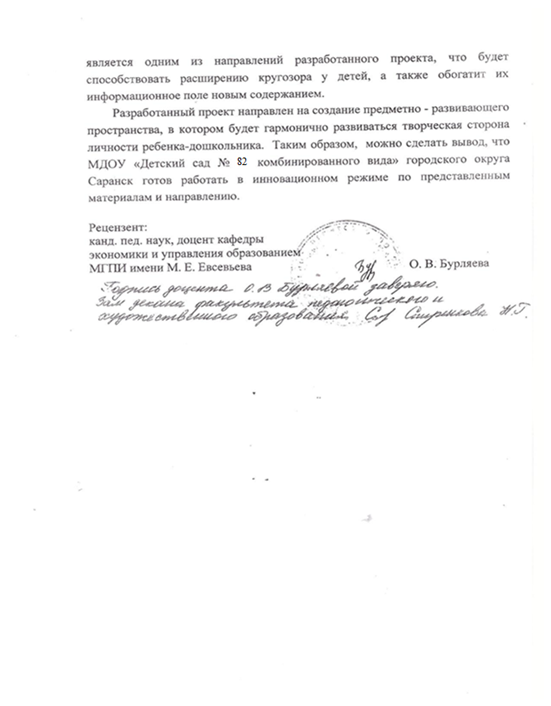 является одним из направлений разработанного проекта, что будет
способствовать расширению кругозора у детей, а также обогатит их
информационное поле новым содержанием.
Разработанный проект направлен на создание предметно - развивающего
пространства, в котором будет гармонично развиваться творческая сторона
личности ребенка-дошкольника. Таким образом, можно сделать вывод, что
МДОУ «Детский сад № 82 комбинированного вида» городского округа
Саранск готов работать в инновационном режиме по представленным
материалам и направлению.
Рецензент:
канд. пед. наук, доцент кафедры
экономики и управления образованием
МГПИ имени М. Е. Евсевьева О. В. Бурляева
Подпись доцента О.В Бурляевой заверяю.
Зам декана факультета педагогического и
художественного образования